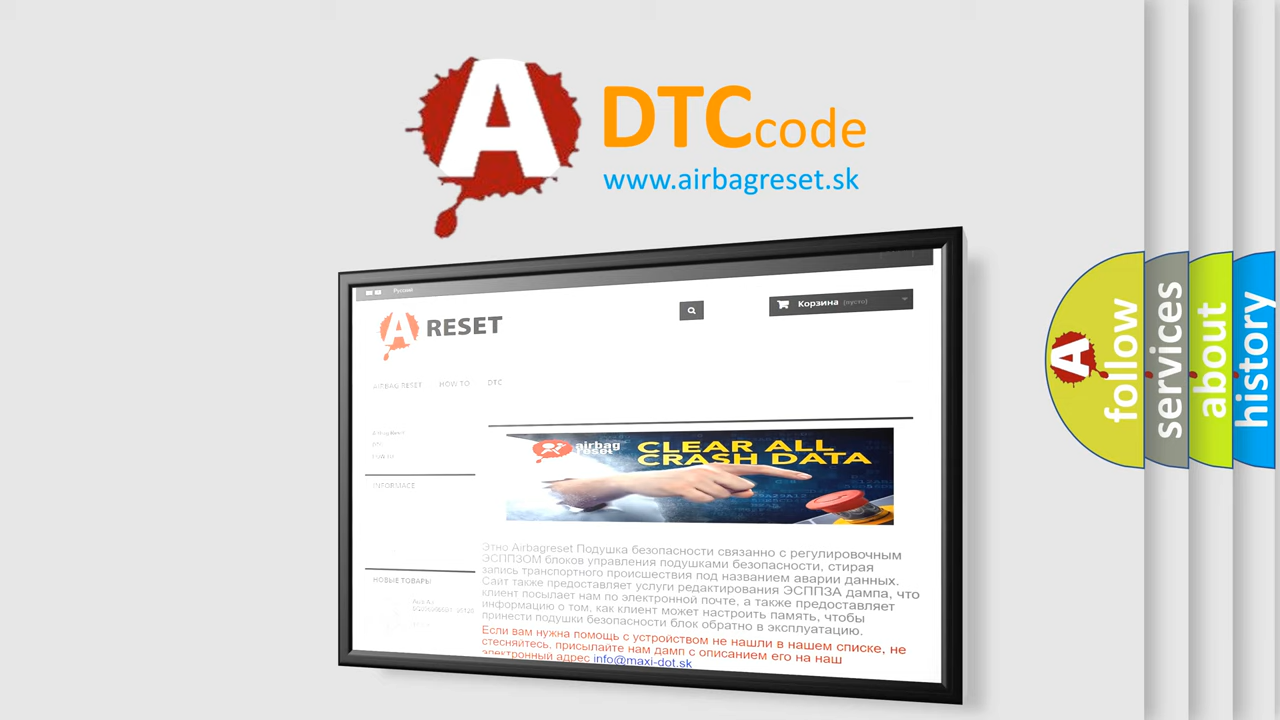 A
DTCcode
www.airbagreset.sk
Русский
Корзина (пусто)
A RESET
AIRBAG RESET HOW TO DTC
DTC
INFORMACE
airbag
reset
CLEAR ALL
CRASH DATA
Этно Airbagreset Подушка безопасности связанно с регулировочным
ЭСППЗОМ блоков управления подушками безопасности, стирая
запись транспортного происшествия под названием аварии данных.
Сайт также предоставляет услуги редактирования ЭСППЗА дампа, что
клиент посылает нам по электронной почте, а также предоставляет
информацию о том, как клиент может настроить память, чтобы
принести подушки безопасности блок обратно в эксплуатацию.
Если вам нужна помощь с устройством не нашли в нашем списке, не
стесняйтесь, присылайте нам дамп с описанием его на наш
электронный адрес info@maxi-dot.sk
НОВЫЕ ТОВАРЫ
A
follow
services
about
history